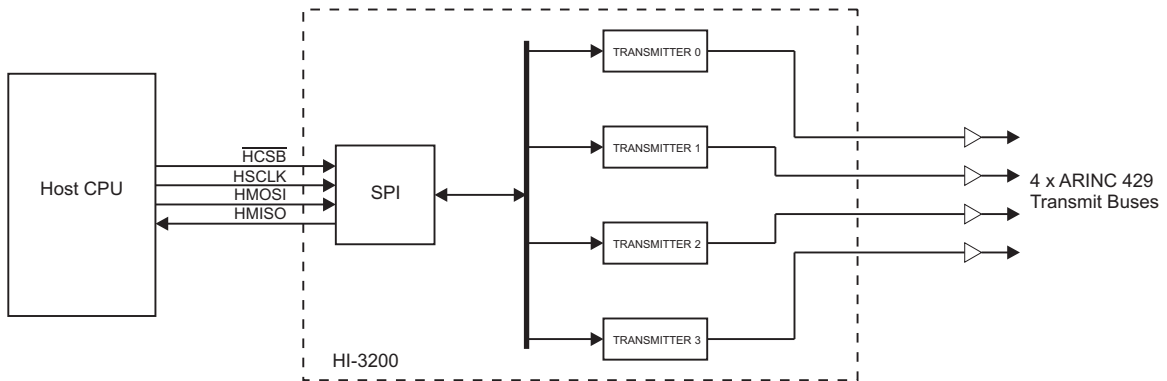 TRANSMITTER 0
TRANSMITTER 1
HCSB
HSCLK
HMOSI
HMISO
Host CPU
SPI
4 x ARINC 429
Transmit Buses
TRANSMITTER 2
TRANSMITTER 3
HI-3200